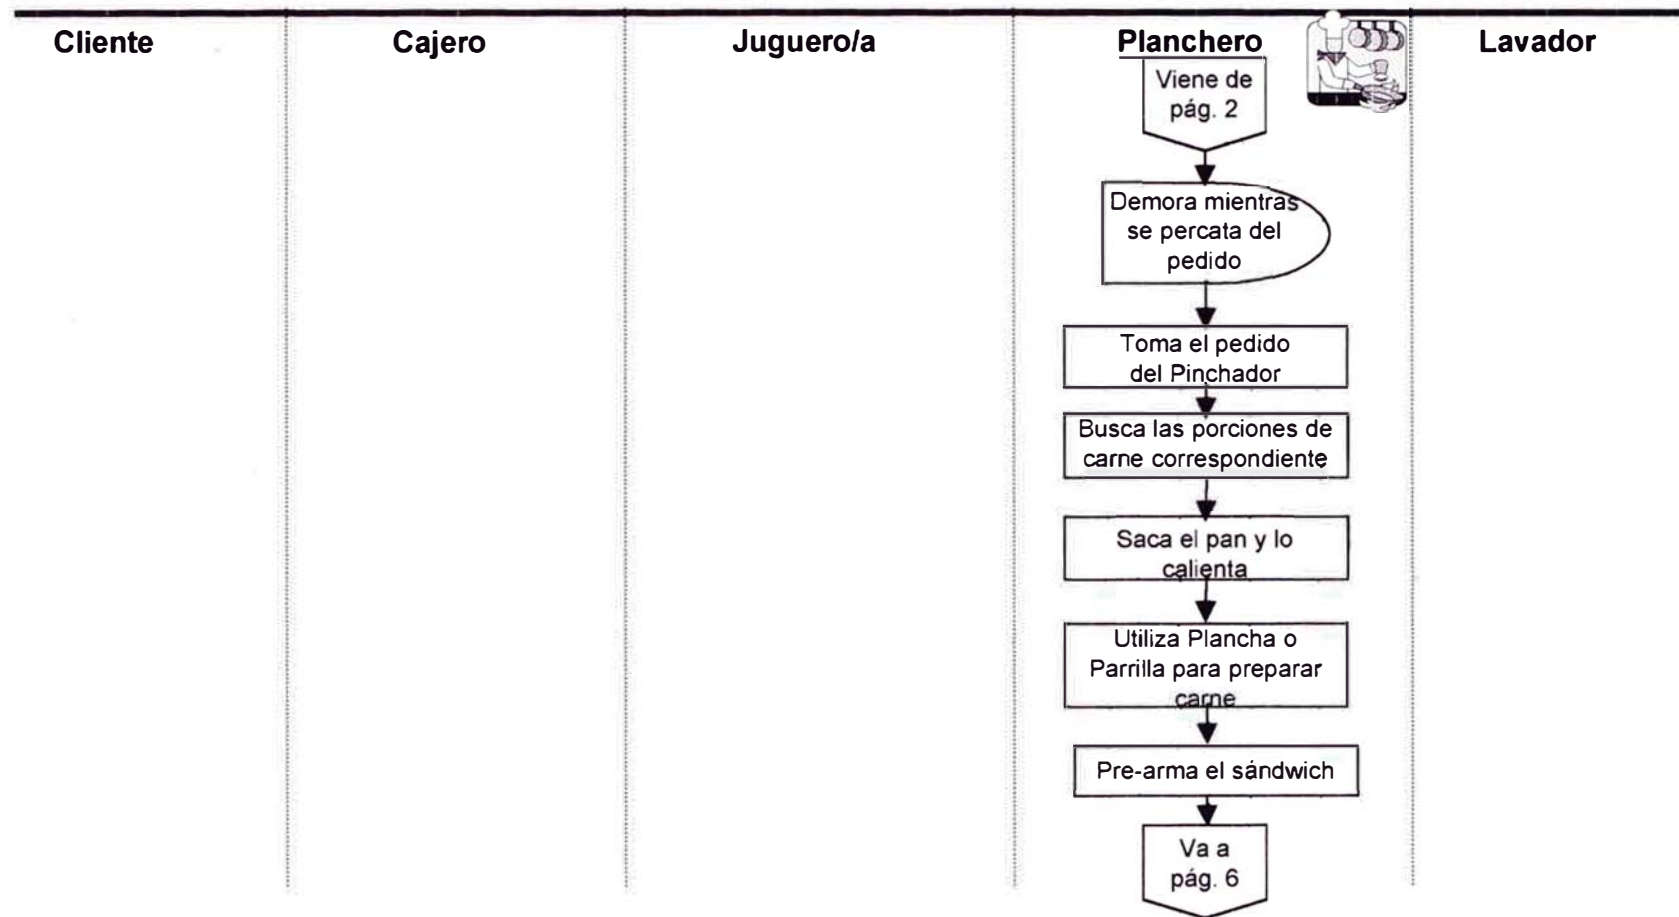 Cliente
Cajero
Juguero/a
Planchero
Lavador
Viene de
pág. 2
Demora mientras
se percata del
pedido
Toma el pedido
del Pinchador
Busca las porciones de
carne correspondiente
Saca el pan y lo
calienta
Utiliza Plancha o
Parrilla para preparar
carne
Pre-arma el sándwich
Va a
pág. 6